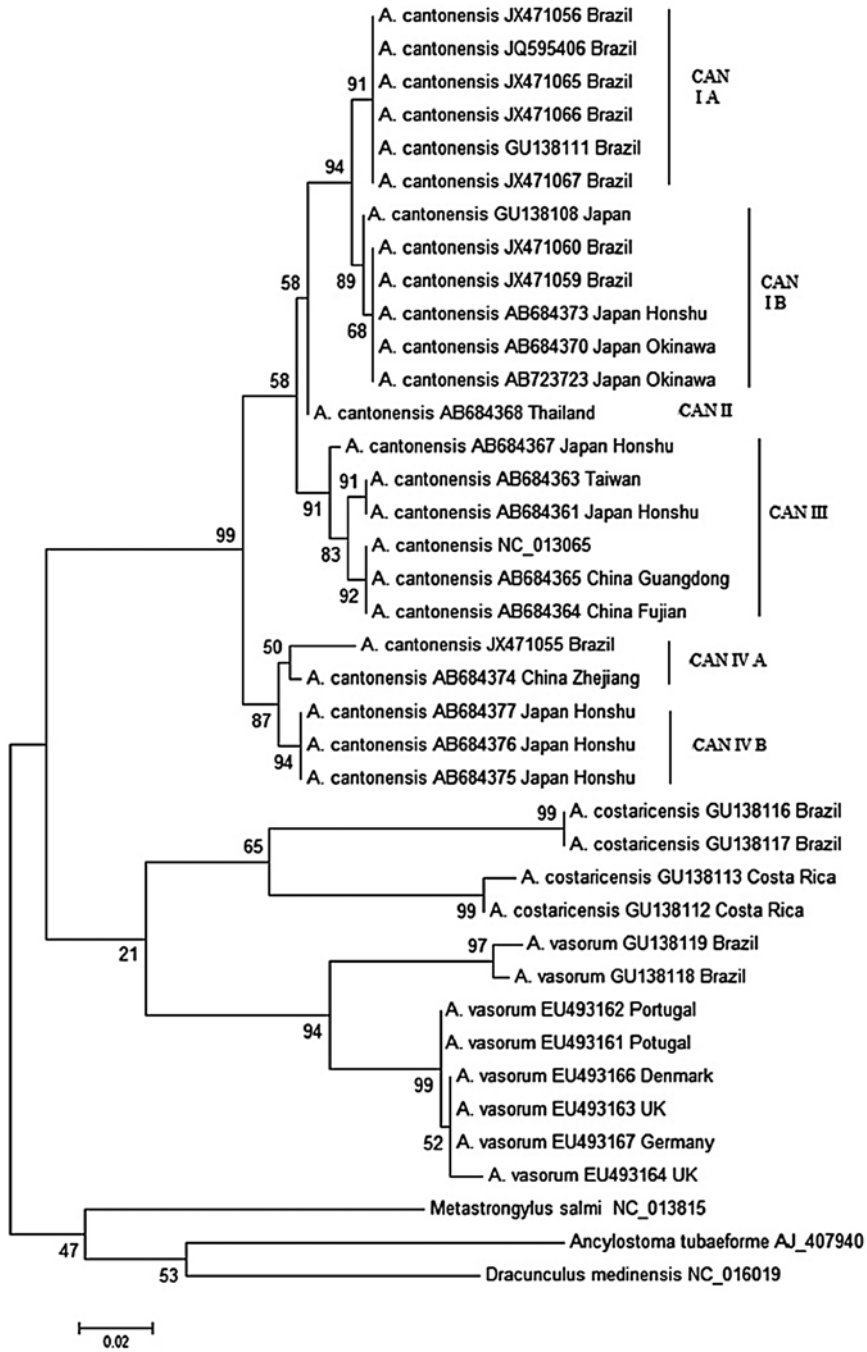 A. cantonensis JX471056 Brazil
A. cantonensis JQ595406 Brazil
91
A. cantonensis JX471065 Brazil
CAN
I A
A. cantonensis JX471066 Brazil
A. cantonensis GU138111 Brazil
94
A. cantonensis JX471067 Brazil
A. cantonensis GU138108 Japan
A. cantonensis JX471060 Brazil
58
89
A. cantonensis JX471059 Brazil
CAN
I B
A. cantonensis AB684373 Japan Honshu
68
A. cantonensis AB684370 Japan Okinawa
58
A. cantonensis AB723723 Japan Okinawa
A. cantonensis AB684368 Thailand
CAN II
A. cantonensis AB684367 Japan Honshu
91
A. cantonensis AB684363 Taiwan
91
A. cantonensis AB684361 Japan Honshu
CAN III
99
83
A. cantonensis NC_013065
A. cantonensis AB684365 China Guangdong
92
A. cantonensis AB684364 China Fujian
50
A. cantonensis JX471055 Brazil
CAN IV A
A. cantonensis AB684374 China Zhejiang
87
A. cantonensis AB684377 Japan Honshu
A. cantonensis AB684376 Japan Honshu
CAN IV B
94
A. cantonensis AB684375 Japan Honshu
99
A. costaricensis GU138116 Brazil
65
A. costaricensis GU138117 Brazil
A. costaricensis GU138113 Costa Rica
99
A. costaricensis GU138112 Costa Rica
21
97
A. vasorum GU138119 Brazil
A. vasorum GU138118 Brazil
94
A. vasorum EU493162 Portugal
A. vasorum EU493161 Potugal
99
A. vasorum EU493166 Denmark
A. vasorum EU493163 UK
52
A. vasorum EU493167 Germany
A. vasorum EU493164 UK
Metastrongylus salmi NC_013815
47
Ancylostoma tubaeforme AJ_407940
53
Dracunculus medinensis NC_016019
0.02